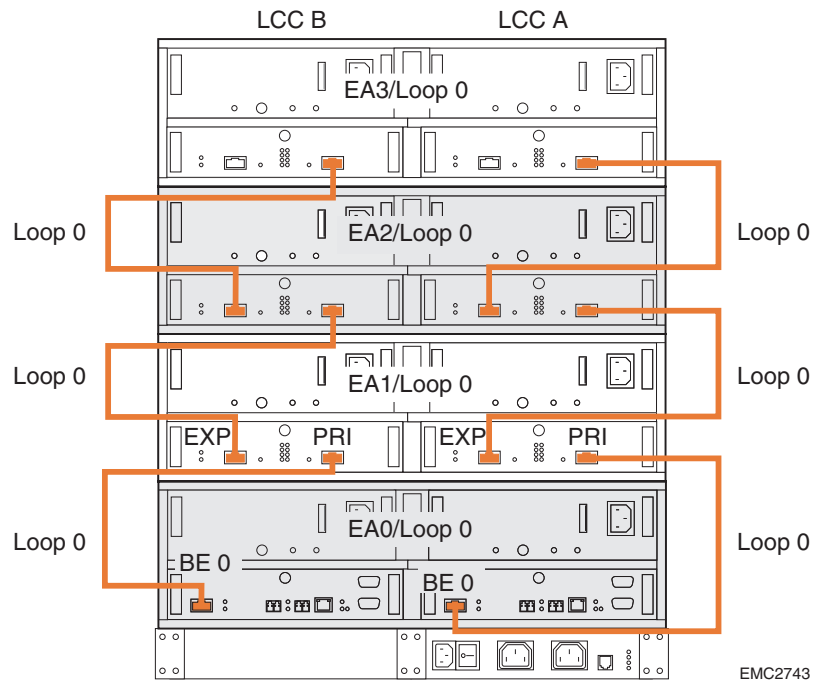 LCC B
LCC A
EA3/Loop 0
Loop 0
EA2/Loop 0
Loop 0
Loop 0
EA1/Loop 0
Loop 0
EXP
PRI
EXP
PRI
Loop 0
EA0/Loop 0
Loop 0
BE 0
BE 0
EMC2743